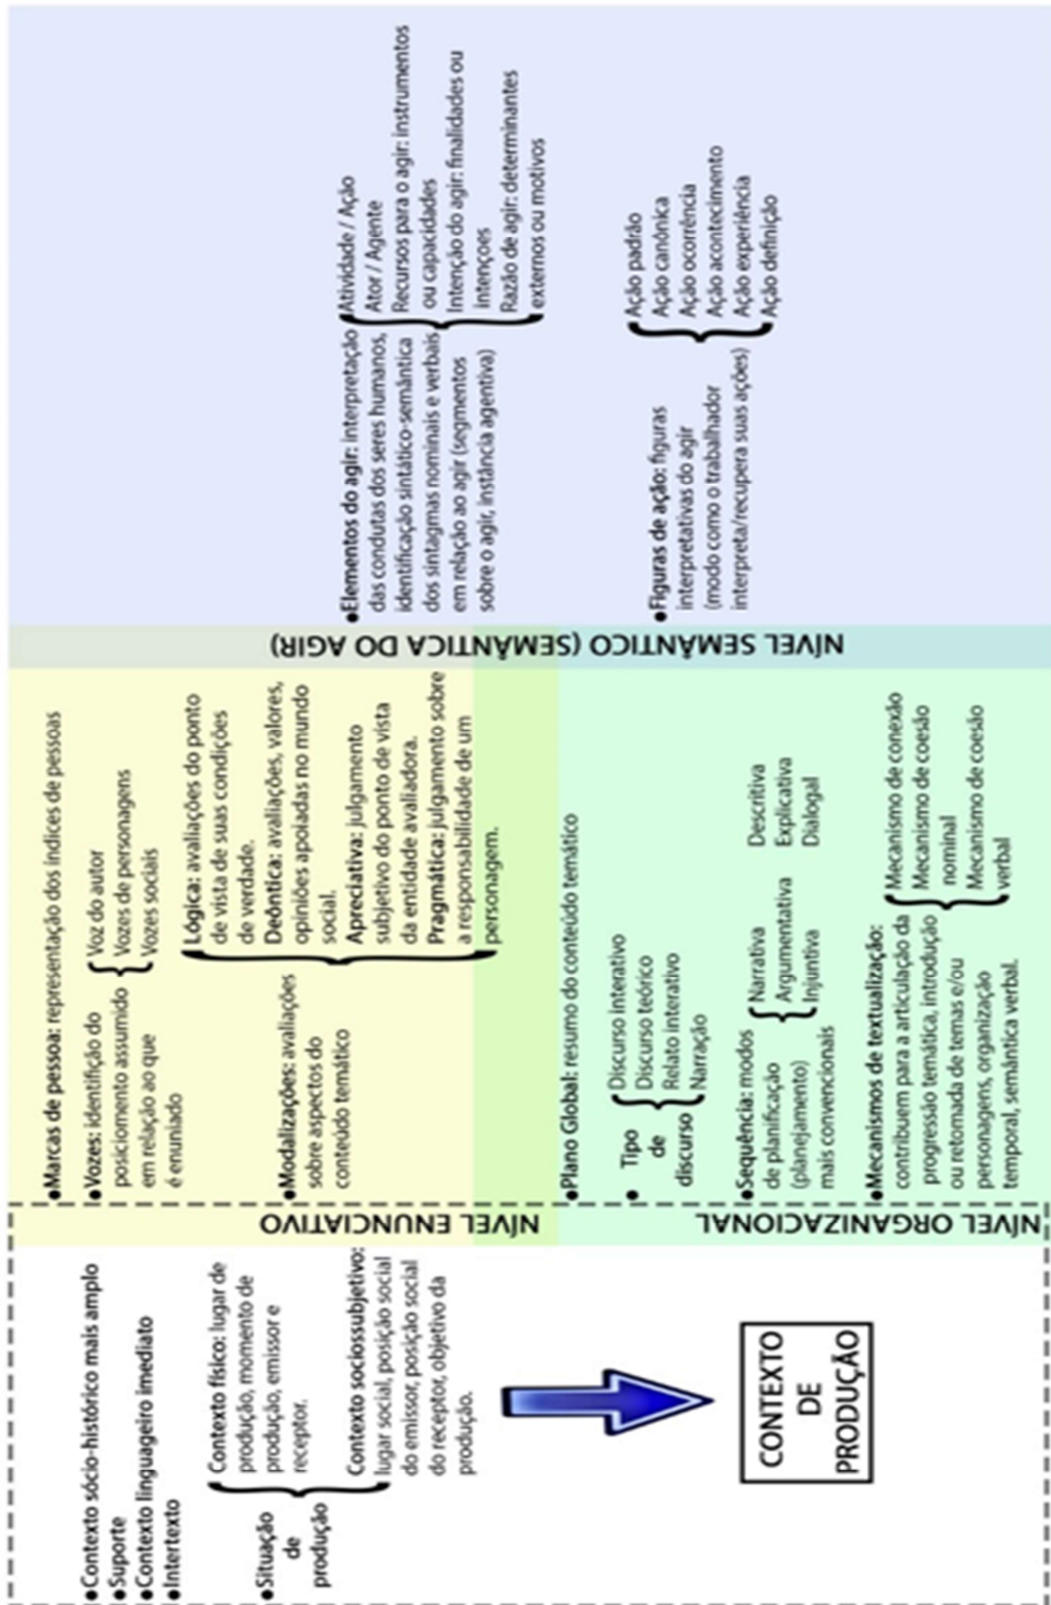 ●Contexto sócio-histórico mais amplo
●Suporte
●Contexto linguageiro imediato
●Intertexto
●Situação
de
produção
Contexto físico: lugar de
produção, momento de
produção, emissor e
receptor.
Contexto sociossubjetivo:
lugar social, posição social
do emissor, posição social
do receptor, objetivo da
produção.
CONTEXTO
DE
PRODUÇÃO
NÍVEL ENUNCIATIVO
●Marcas de pessoa: representação dos índices de pessoas
●Vozes: identifição do
posiciomento assumido
em relação ao que
é enuniado
Voz do autor
Vozes de personagens
Vozes sociais
●Modalizações: avaliações
sobre aspectos do
conteúdo temático
Lógica: avaliações do ponto
de vista de suas condições
de verdade.
Deôntica: avaliações, valores,
opiniões apoiadas no mundo
social.
Apreciativa: julgamento
subjetivo do ponto de vista
da entidade avaliadora.
Pragmática: julgamento sobre
a responsabilidade de um
personagem.
NÍVEL ORGANIZACIONAL
●Plano Global: resumo do conteúdo temático
● Tipo
de
discurso
Discurso interativo
Discurso teórico
Relato interativo
Narração
●Sequência: modos
de planificação
(planejamento)
mais convencionais
Narrativa Descritiva
Argumentativa Explicativa
Injuntiva Dialogal
●Mecanismos de textualização:
contribuem para a articulação da
progressão temática, introdução
ou retomada de temas e/ou
personagens, organização
temporal, semântica verbal.
Mecanismo de conexão
Mecanismo de coesão
nominal
Mecanismo de coesão
verbal
NÍVEL SEMÂNTICO (SEMÂNTICA DO AGIR)
●Elementos do agir: interpretação
das condutas dos seres humanos,
identificação sintático-semântica
dos sintagmas nominais e verbais
em relação ao agir (segmentos
sobre o agir, instância agentiva)
Atividade / Ação
Ator / Agente
Recursos para o agir: instrumentos
ou capacidades
Intenção do agir: finalidades ou
intençoes
Razão de agir: determinantes
externos ou motivos
●Figuras de ação: figuras
interpretativas do agir
(modo como o trabalhador
interpreta/recupera suas ações)
Ação padrão
Ação canônica
Ação ocorrência
Ação acontecimento
Ação experiência
Ação definição